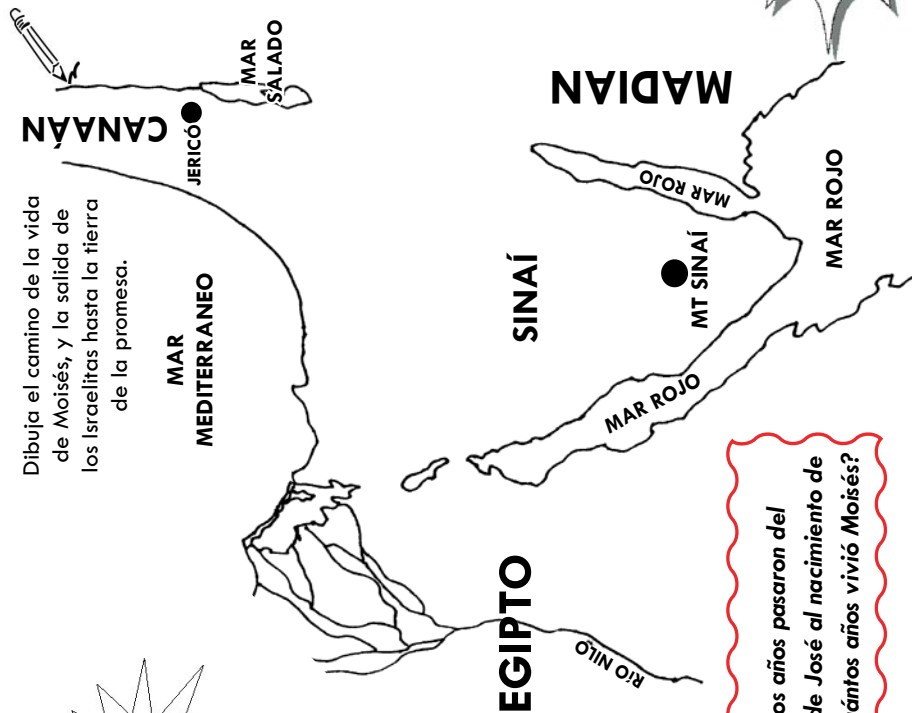 Dibuja el camino de la vida
de Moisés, y la salida de
los Israelitas hasta la tierra
de la promesa.
MAR
MEDITERRANEO
CANAÁN
JERICÓ
MAR
SALADO
SINAÍ
MT SINAÍ
MADIAN
MAR ROJO
MAR ROJO
MAR ROJO
EGIPTO
RÍO NILO
años pasaron del
de José al nacimiento de
años vivió Moisés?